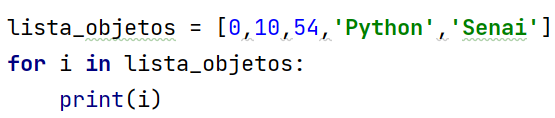 lista_objetos = [0,10,54,'Python','Senai']
for i in lista_objetos:
    print(i)